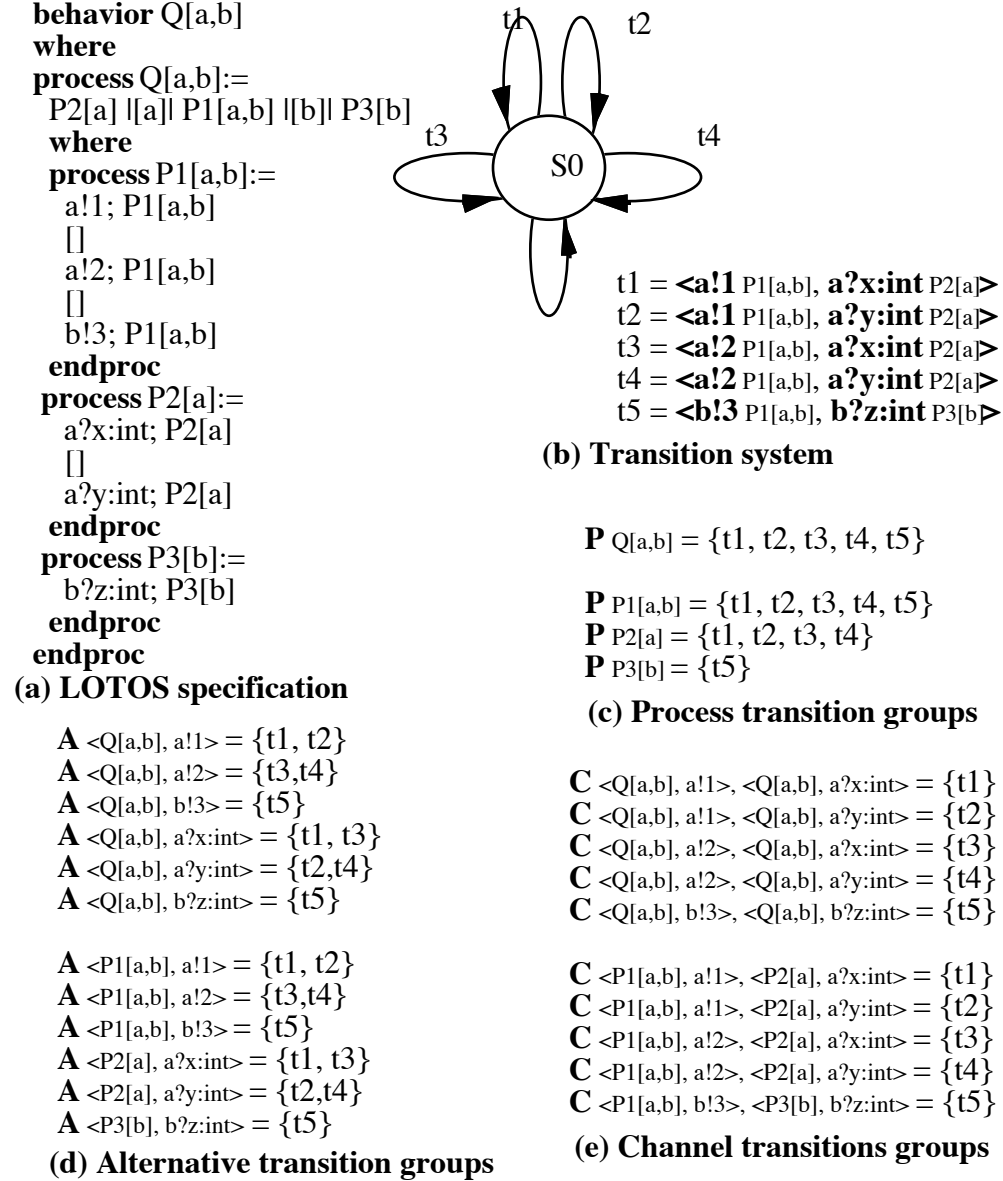 behavior Q[a,b]
where
process Q[a,b]:=
P2[a] |[a]| P1[a,b] |[b]| P3[b]
where
process P1[a,b]:=
a!1; P1[a,b]
[]
a!2; P1[a,b]
[]
b!3; P1[a,b]
endproc
process P2[a]:=
a?x:int; P2[a]
[]
a?y:int; P2[a]
endproc
process P3[b]:=
b?z:int; P3[b]
endproc
endproc
(a) LOTOS specification
t1
t2
t3
t4
S0
t1 = <a!1 P1[a,b], a?x:int P2[a]>
t2 = <a!1 P1[a,b], a?y:int P2[a]>
t3 = <a!2 P1[a,b], a?x:int P2[a]>
t4 = <a!2 P1[a,b], a?y:int P2[a]>
t5 = <b!3 P1[a,b], b?z:int P3[b]>
(b) Transition system
P Q[a,b] = {t1, t2, t3, t4, t5}
P P1[a,b] = {t1, t2, t3, t4, t5}
P P2[a] = {t1, t2, t3, t4}
P P3[b] = {t5}
(c) Process transition groups
A <Q[a,b], a!1> = {t1, t2}
A <Q[a,b], a!2> = {t3,t4}
A <Q[a,b], b!3> = {t5}
A <Q[a,b], a?x:int> = {t1, t3}
A <Q[a,b], a?y:int> = {t2,t4}
A <Q[a,b], b?z:int> = {t5}
A <P1[a,b], a!1> = {t1, t2}
A <P1[a,b], a!2> = {t3,t4}
A <P1[a,b], b!3> = {t5}
A <P2[a], a?x:int> = {t1, t3}
A <P2[a], a?y:int> = {t2,t4}
A <P3[b], b?z:int> = {t5}
(d) Alternative transition groups
C <Q[a,b], a!1>, <Q[a,b], a?x:int> = {t1}
C <Q[a,b], a!1>, <Q[a,b], a?y:int> = {t2}
C <Q[a,b], a!2>, <Q[a,b], a?x:int> = {t3}
C <Q[a,b], a!2>, <Q[a,b], a?y:int> = {t4}
C <Q[a,b], b!3>, <Q[a,b], b?z:int> = {t5}
C <P1[a,b], a!1>, <P2[a], a?x:int> = {t1}
C <P1[a,b], a!1>, <P2[a], a?y:int> = {t2}
C <P1[a,b], a!2>, <P2[a], a?x:int> = {t3}
C <P1[a,b], a!2>, <P2[a], a?y:int> = {t4}
C <P1[a,b], b!3>, <P3[b], b?z:int> = {t5}
(e) Channel transitions groups